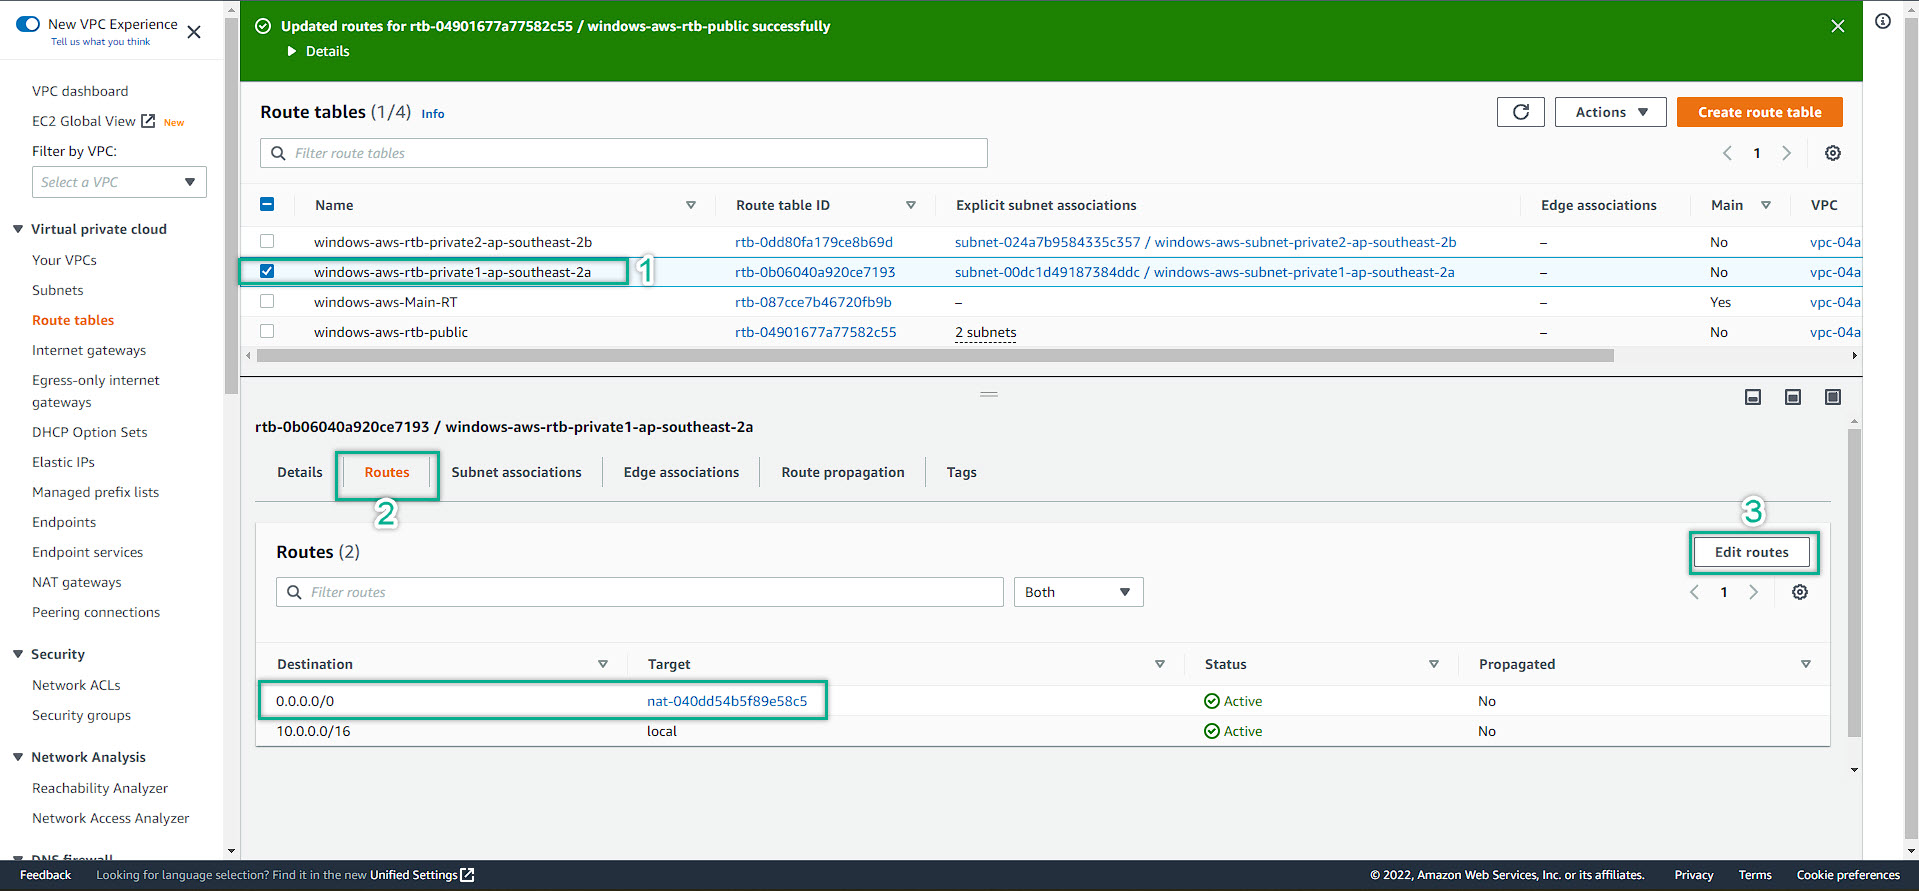 New VPC Experience
Tell us what you think
VPC dashboard
EC2 Global View New
Filter by VPC:
Select a VPC
Virtual private cloud
Your VPCs
Subnets
Route tables
Internet gateways
Egress-only internet
gateways
DHCP Option Sets
Elastic IPs
Managed prefix lists
Endpoints
Endpoint services
NAT gateways
Peering connections
Security
Network ACLs
Security groups
Network Analysis
Reachability Analyzer
Network Access Analyzer
DNS firewall
Updated routes for rtb-04901677a77582c55 / windows-aws-rtb-public successfully
Details
Route tables (1/4) Info
Actions
Create route table
Filter route tables
1
Name Route table ID Explicit subnet associations Edge associations Main VPC
windows-aws-rtb-private2-ap-southeast-2b rtb-0dd80fa179ce8b69d subnet-024a7b9584335c357 / windows-aws-subnet-private2-ap-southeast-2b – No vpc-04a
windows-aws-rtb-private1-ap-southeast-2a 1 rtb-0b06040a920ce7193 subnet-00dc1d49187384ddc / windows-aws-subnet-private1-ap-southeast-2a – No vpc-04a
windows-aws-Main-RT rtb-087cce7b46720fb9b – – Yes vpc-04a
windows-aws-rtb-public rtb-04901677a77582c55 2 subnets – No vpc-04a
rtb-0b06040a920ce7193 / windows-aws-rtb-private1-ap-southeast-2a
Details Routes Subnet associations Edge associations Route propagation Tags
2
3
Routes (2)
Edit routes
Filter routes
Both
1
Destination Target Status Propagated
0.0.0.0/0 nat-040dd54b5f89e58c5 Active No
10.0.0.0/16 local Active No
Feedback Looking for language selection? Find it in the new Unified Settings © 2022, Amazon Web Services, Inc. or its affiliates. Privacy Terms Cookie preferences